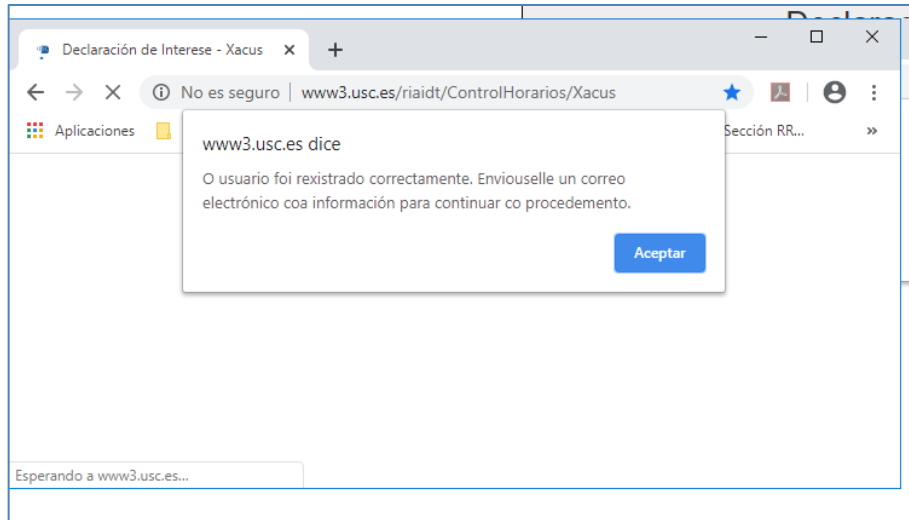 Declaración de Interese - Xacus
No es seguro | www3.usc.es/riaidt/ControlHorarios/Xacus
Aplicaciones
Sección RR...
»
www3.usc.es dice
O usuario foi rexistrado correctamente. Enviouselle un correo
electrónico coa información para continuar co procedemento.
Aceptar
Esperando a www3.usc.es...